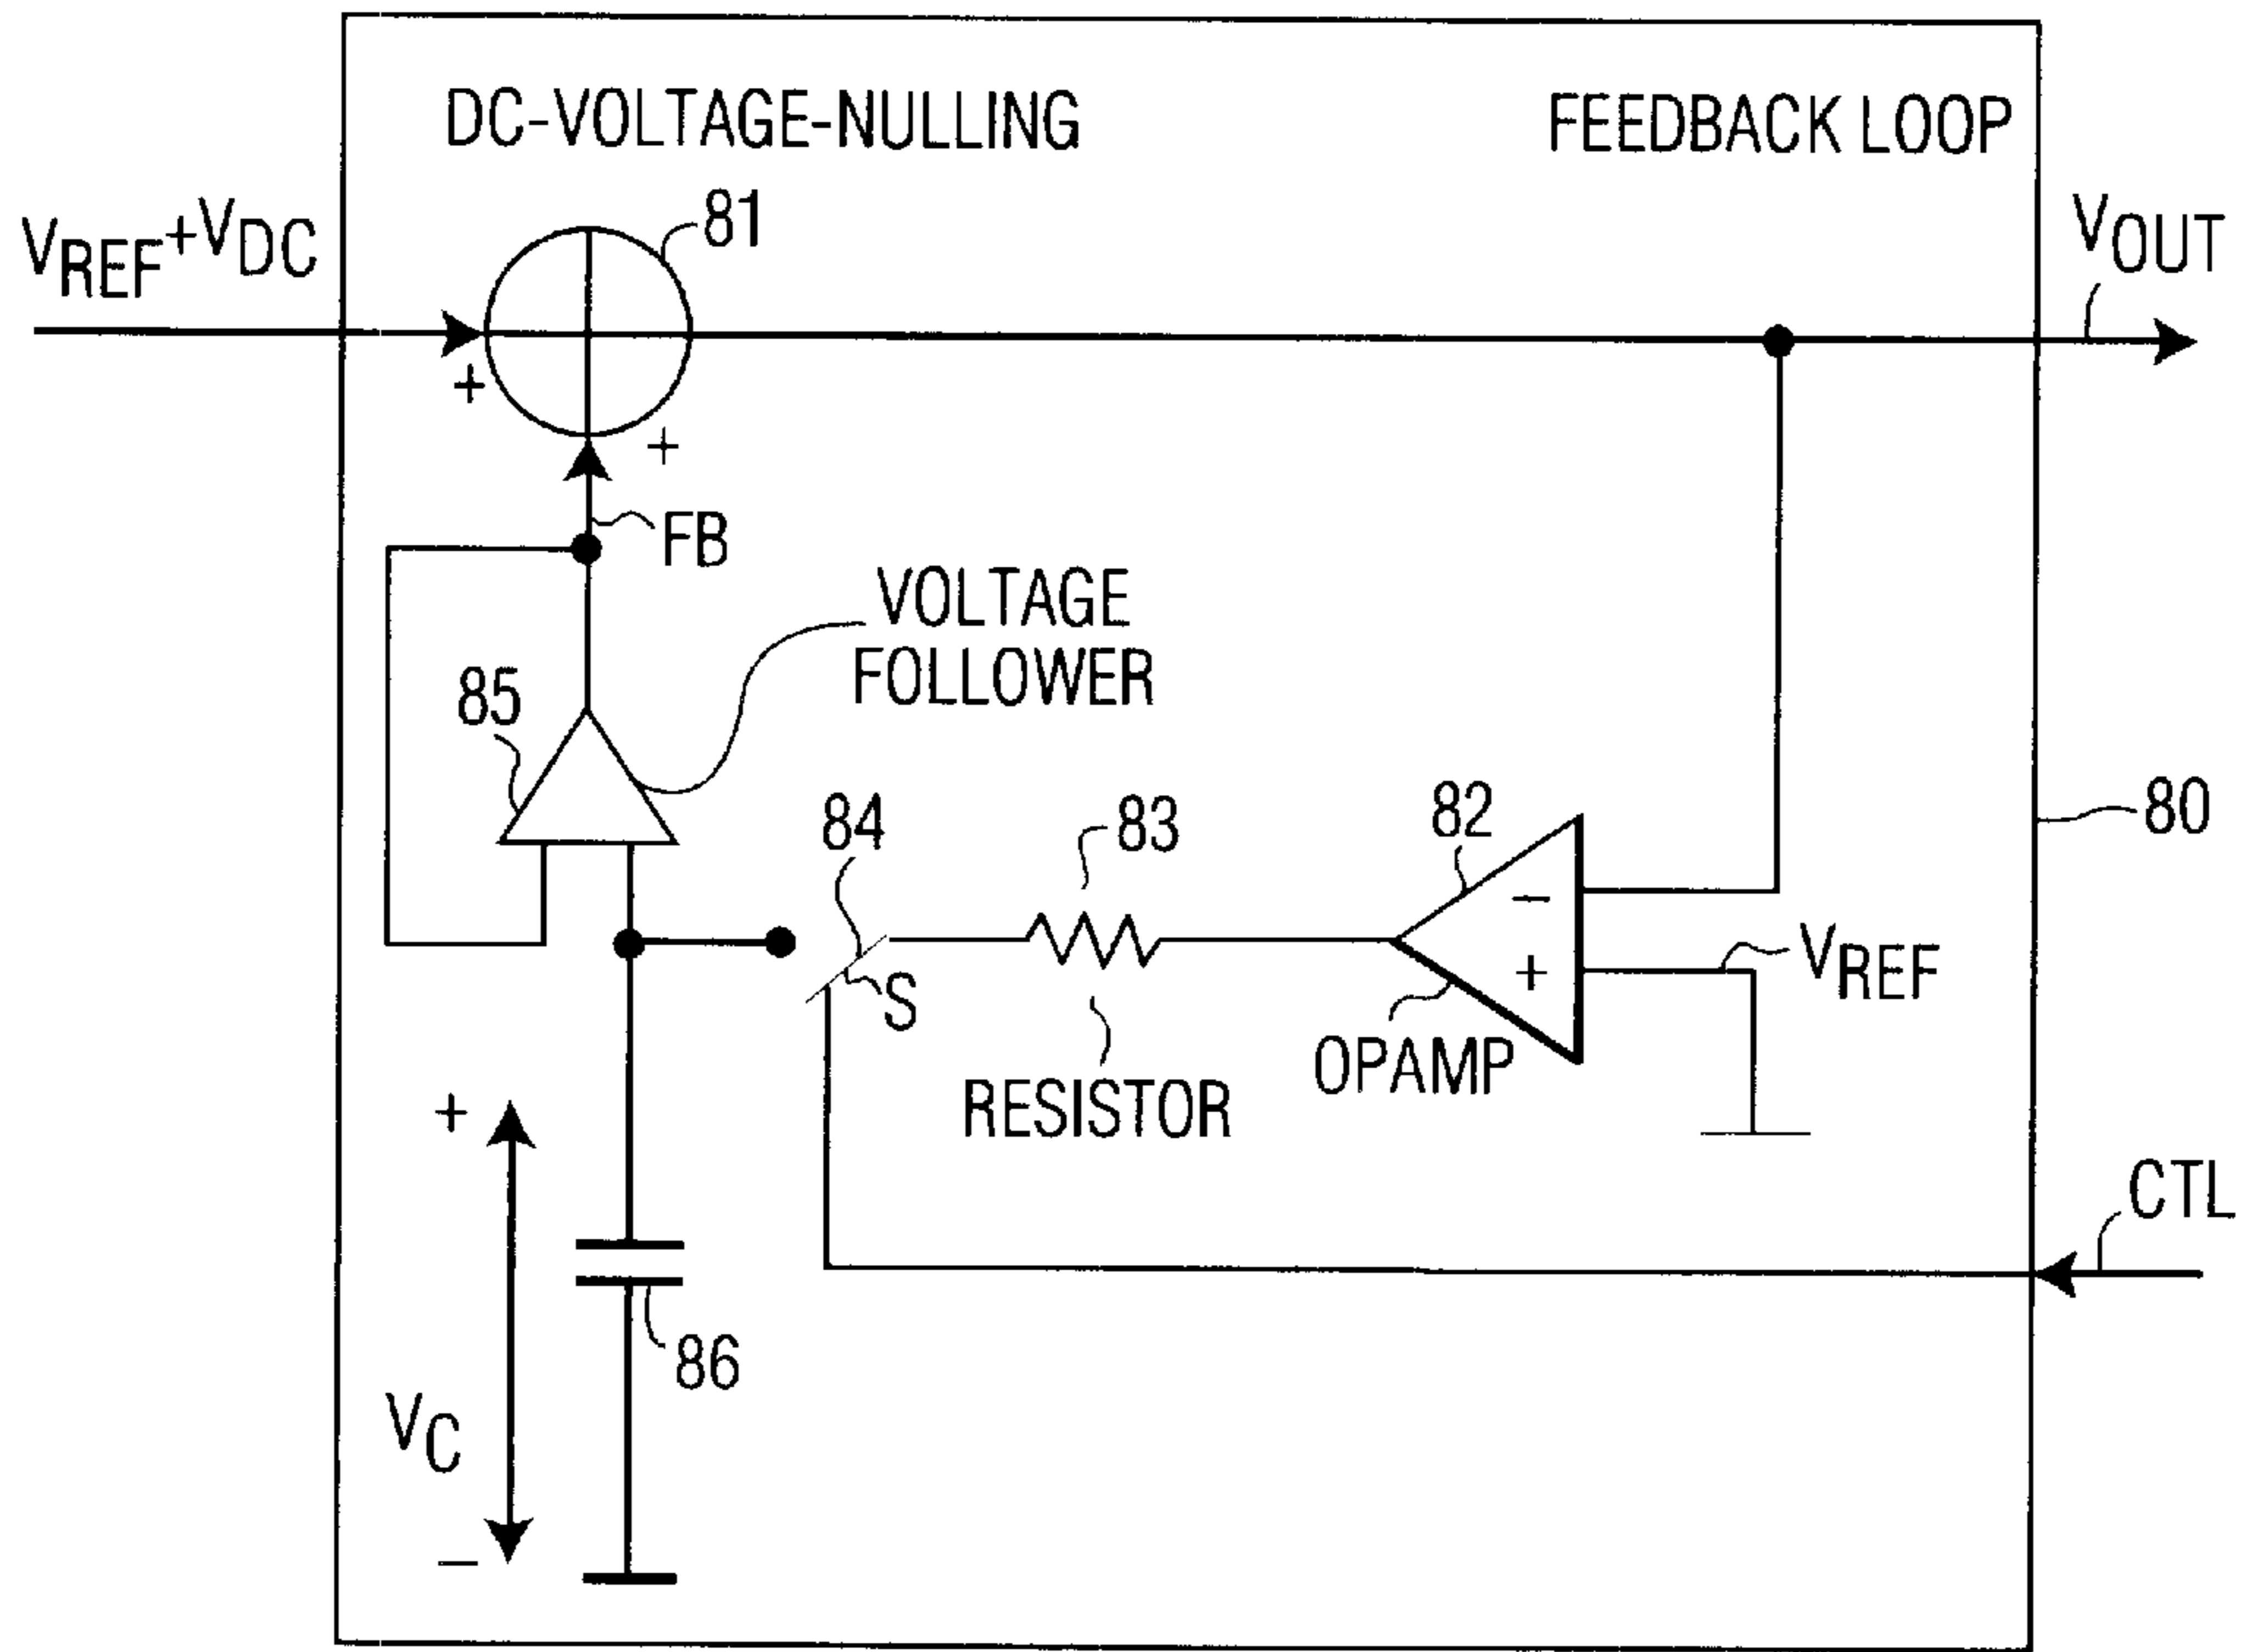 DC-VOLTAGE-NULLING
FEEDBACK LOOP
81
VREF+VDC
VOUT
+
+
FB
VOLTAGE
FOLLOWER
85
84
83
82
80
−
+
VREF
S
OPAMP
RESISTOR
+
CTL
86
VC
−